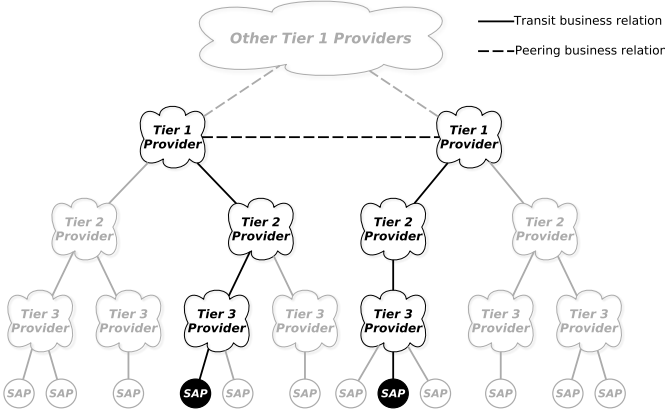 Transit business relation
Other Tier 1 Providers
Peering business relation
Tier 1
Provider
Tier 1
Provider
Tier 2
Provider
Tier 2
Provider
Tier 2
Provider
Tier 2
Provider
Tier 3
Provider
Tier 3
Provider
Tier 3
Provider
Tier 3
Provider
Tier 3
Provider
Tier 3
Provider
Tier 3
Provider
SAP
SAP
SAP
SAP
SAP
SAP
SAP
SAP
SAP
SAP
SAP
SAP